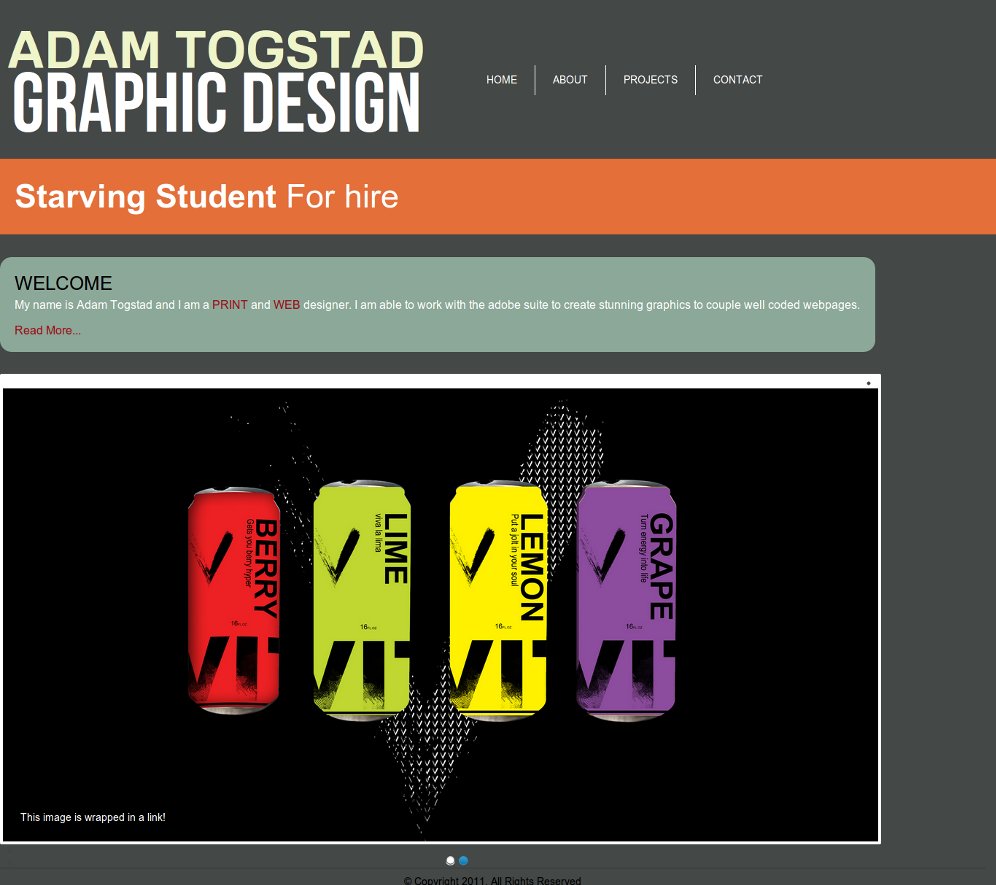 ADAM TOGSTAD
GRAPHIC DESIGN
HOME
ABOUT
PROJECTS
CONTACT
Starving Student For hire
WELCOME
My name is Adam Togstad and I am a PRINT and WEB designer. I am able to work with the adobe suite to create stunning graphics to couple well coded webpages.
Read More...
BERRY
Gets you berry hyper
16FL OZ
VIT
LIME
viva la lima
16FL OZ
VIT
LEMON
Put a jolt in your soul
16FL OZ
VIT
GRAPE
Turn energy into life
16FL OZ
VIT
This image is wrapped in a link!
© Copyright 2011. All Rights Reserved